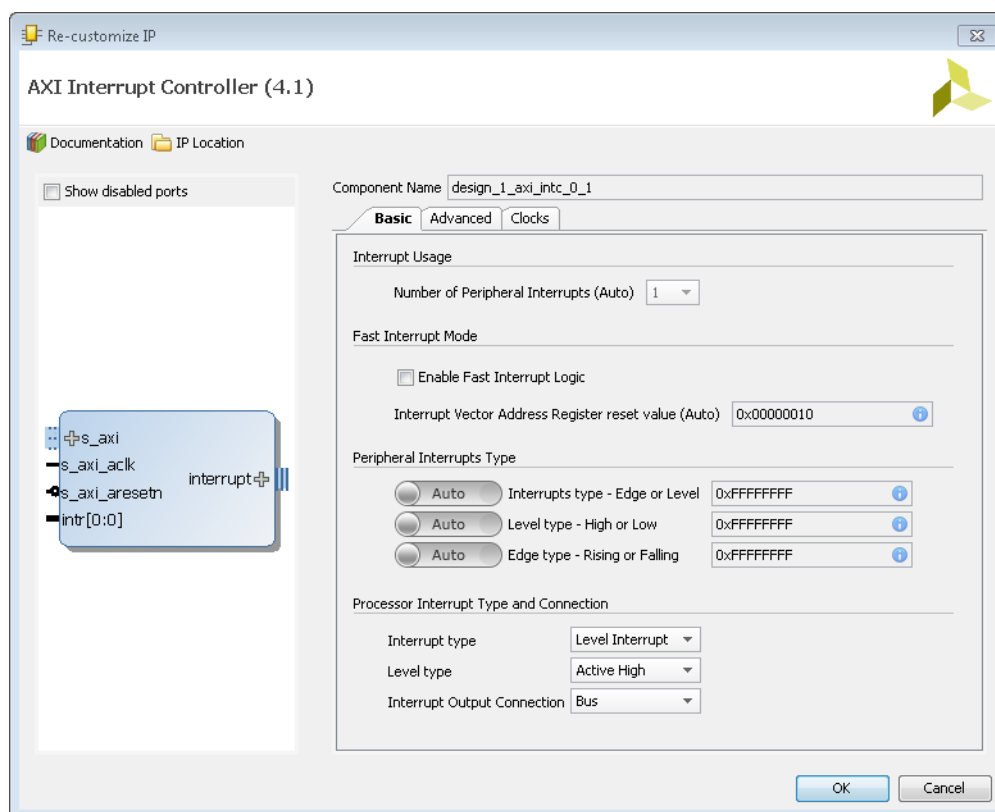 Re-customize IP
AXI Interrupt Controller (4.1)
Documentation IP Location
Show disabled ports
s_axi
s_axi_aclk
s_axi_aresetn
intr[0:0]
interrupt
Component Name design_1_axi_intc_0_1
Basic Advanced Clocks
Interrupt Usage
Number of Peripheral Interrupts (Auto) 1
Fast Interrupt Mode
Enable Fast Interrupt Logic
Interrupt Vector Address Register reset value (Auto) 0x00000010
Peripheral Interrupts Type
Auto Interrupts type - Edge or Level 0xFFFFFFFF
Auto Level type - High or Low 0xFFFFFFFF
Auto Edge type - Rising or Falling 0xFFFFFFFF
Processor Interrupt Type and Connection
Interrupt type Level Interrupt
Level type Active High
Interrupt Output Connection Bus
OK Cancel